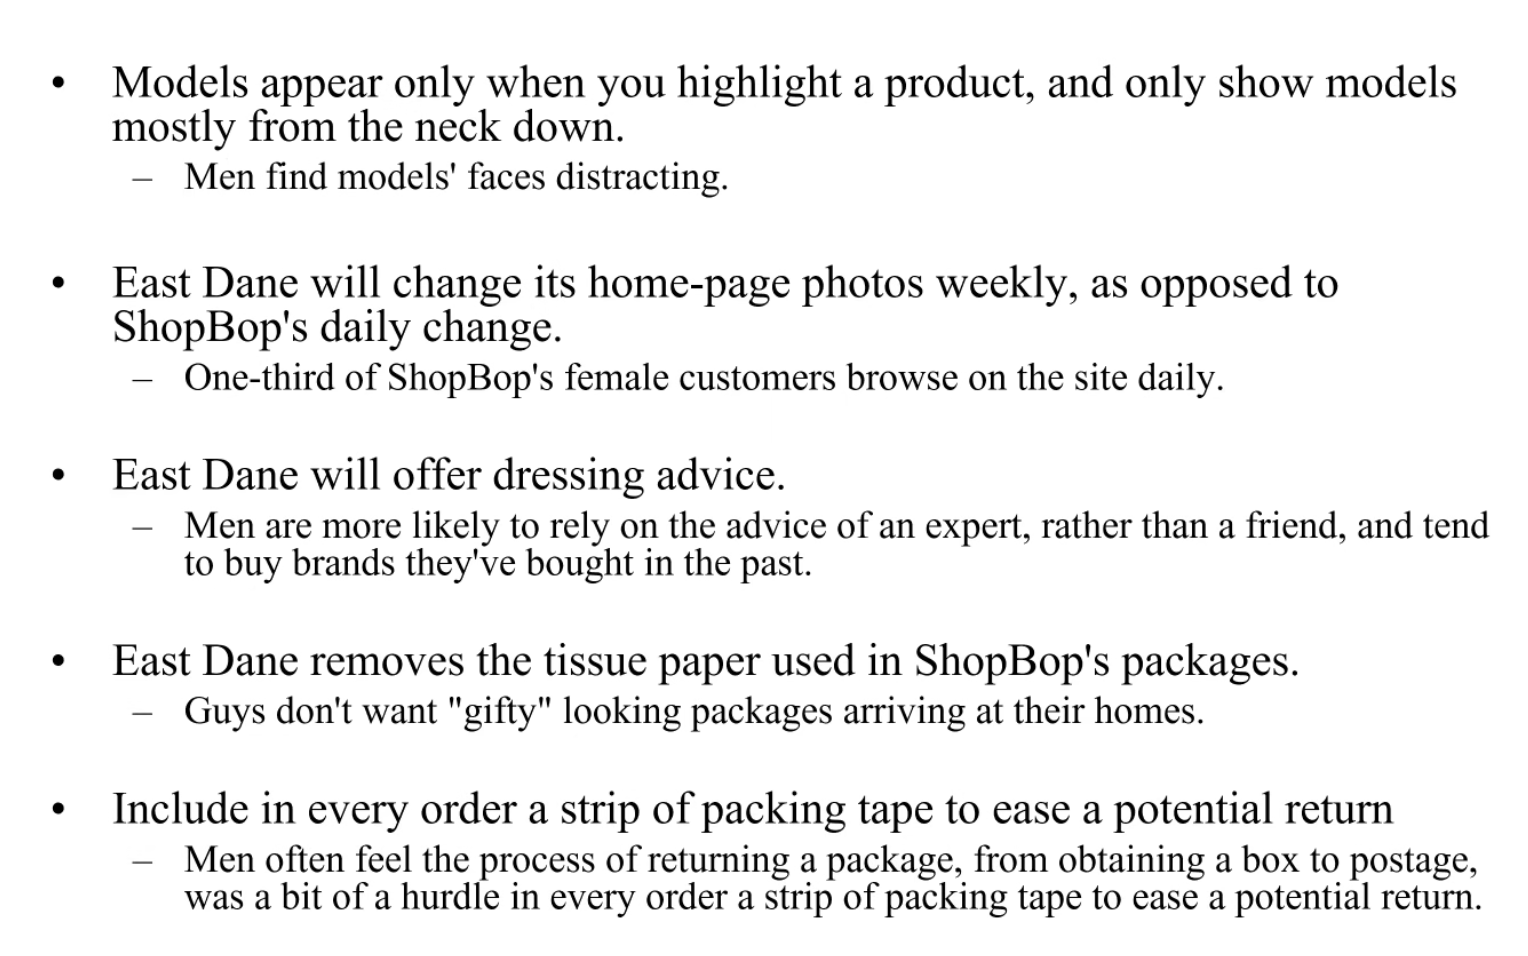 • Models appear only when you highlight a product, and only show models
mostly from the neck down.
– Men find models' faces distracting.
• East Dane will change its home-page photos weekly, as opposed to
ShopBop's daily change.
– One-third of ShopBop's female customers browse on the site daily.
• East Dane will offer dressing advice.
– Men are more likely to rely on the advice of an expert, rather than a friend, and tend
to buy brands they've bought in the past.
• East Dane removes the tissue paper used in ShopBop's packages.
– Guys don't want "gifty" looking packages arriving at their homes.
• Include in every order a strip of packing tape to ease a potential return
– Men often feel the process of returning a package, from obtaining a box to postage,
was a bit of a hurdle in every order a strip of packing tape to ease a potential return.